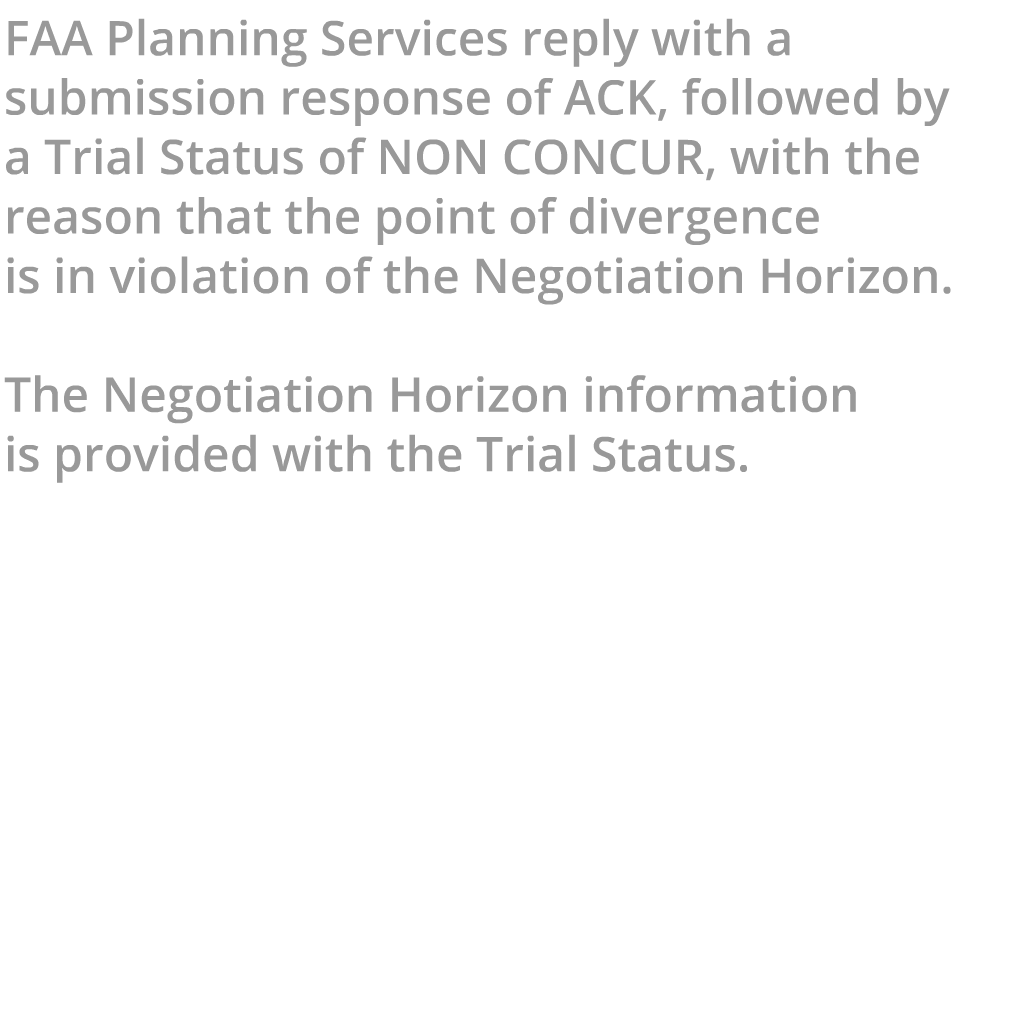 FAA Planning Services reply with a
submission response of ACK, followed by
a Trial Status of NON CONCUR, with the
reason that the point of divergence
is in violation of the Negotiation Horizon.
The Negotiation Horizon information
is provided with the Trial Status.